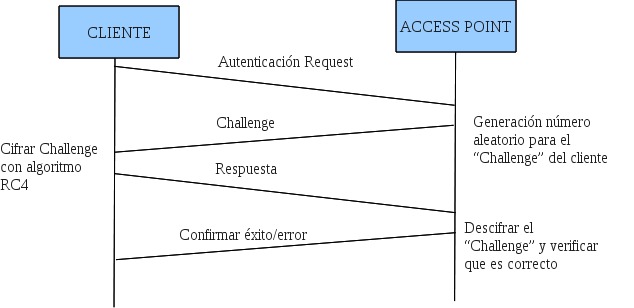 CLIENTE
ACCESS POINT
Autenticación Request
Generación número
aleatorio para el
“Challenge” del cliente
Challenge
Cifrar Challenge
con algoritmo
RC4
Respuesta
Descifrar el
“Challenge” y verificar
que es correcto
Confirmar éxito/error